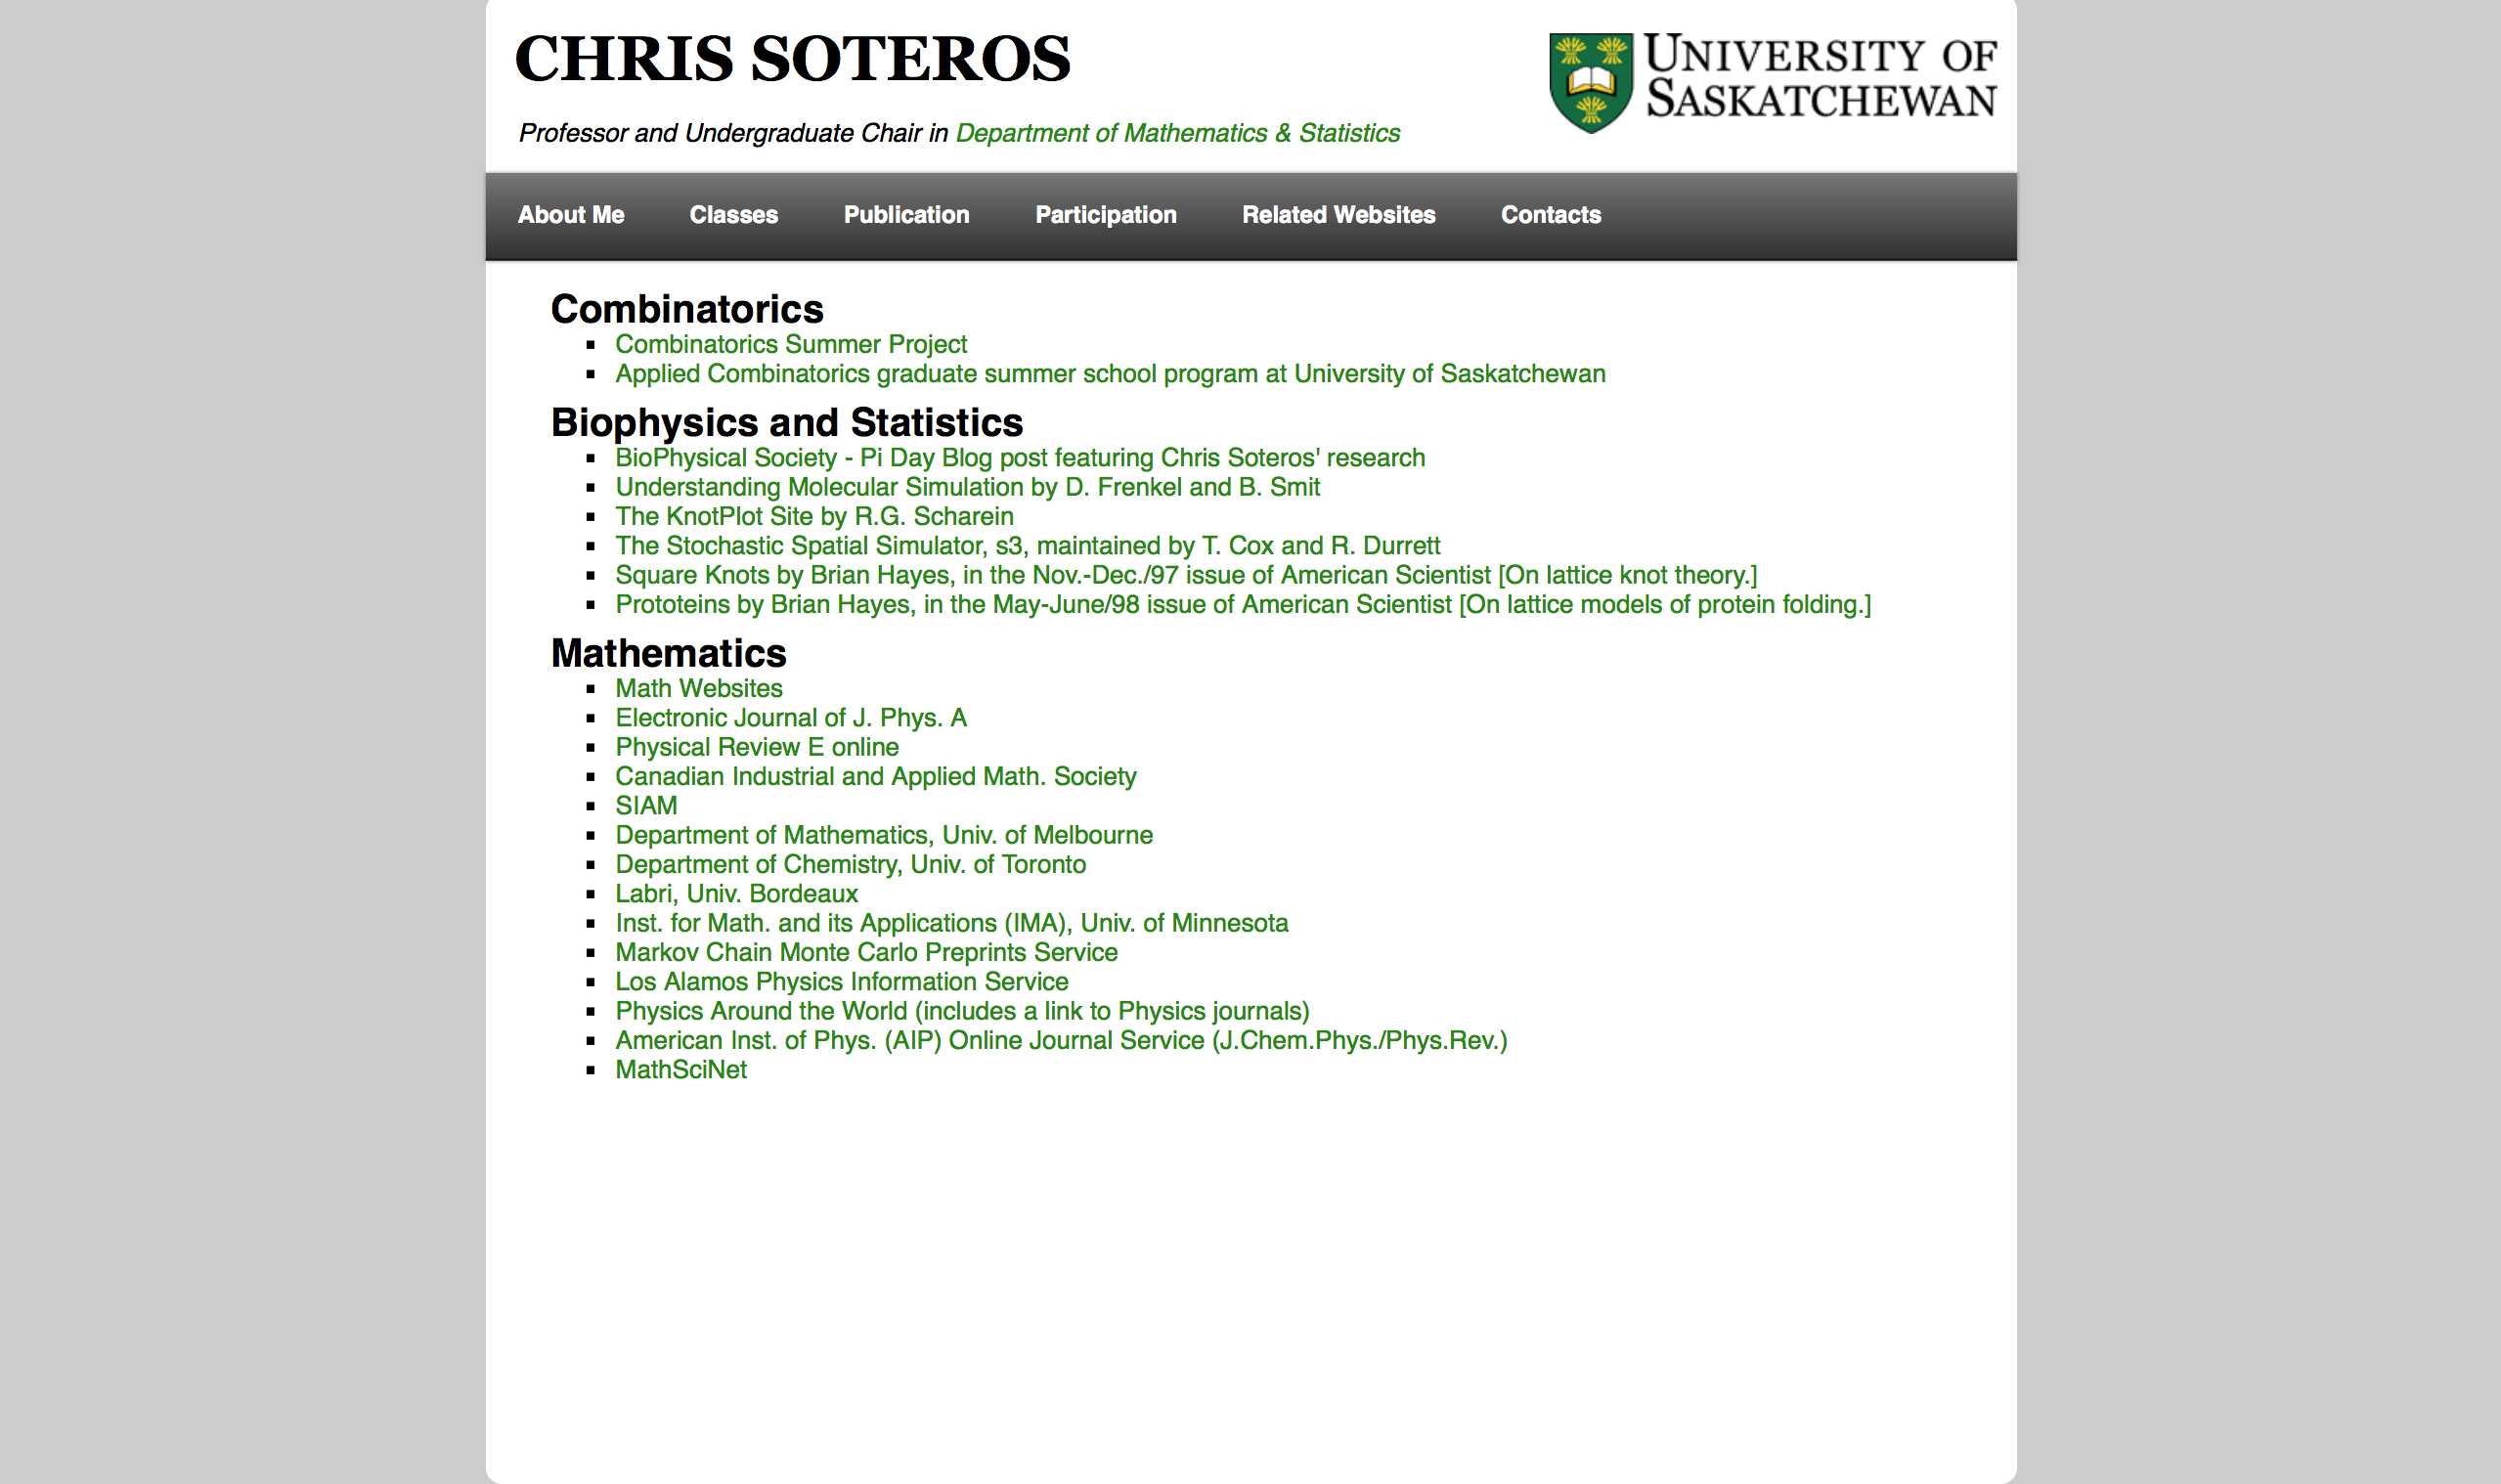 CHRIS SOTEROS
UNIVERSITY OF
SASKATCHEWAN
Professor and Undergraduate Chair in Department of Mathematics & Statistics
About Me Classes Publication Participation Related Websites Contacts
Combinatorics
Combinatorics Summer Project
Applied Combinatorics graduate summer school program at University of Saskatchewan
Biophysics and Statistics
BioPhysical Society - Pi Day Blog post featuring Chris Soteros' research
Understanding Molecular Simulation by D. Frenkel and B. Smit
The KnotPlot Site by R.G. Scharein
The Stochastic Spatial Simulator, s3, maintained by T. Cox and R. Durrett
Square Knots by Brian Hayes, in the Nov.-Dec./97 issue of American Scientist [On lattice knot theory.]
Prototeins by Brian Hayes, in the May-June/98 issue of American Scientist [On lattice models of protein folding.]
Mathematics
Math Websites
Electronic Journal of J. Phys. A
Physical Review E online
Canadian Industrial and Applied Math. Society
SIAM
Department of Mathematics, Univ. of Melbourne
Department of Chemistry, Univ. of Toronto
Labri, Univ. Bordeaux
Inst. for Math. and its Applications (IMA), Univ. of Minnesota
Markov Chain Monte Carlo Preprints Service
Los Alamos Physics Information Service
Physics Around the World (includes a link to Physics journals)
American Inst. of Phys. (AIP) Online Journal Service (J.Chem.Phys./Phys.Rev.)
MathSciNet